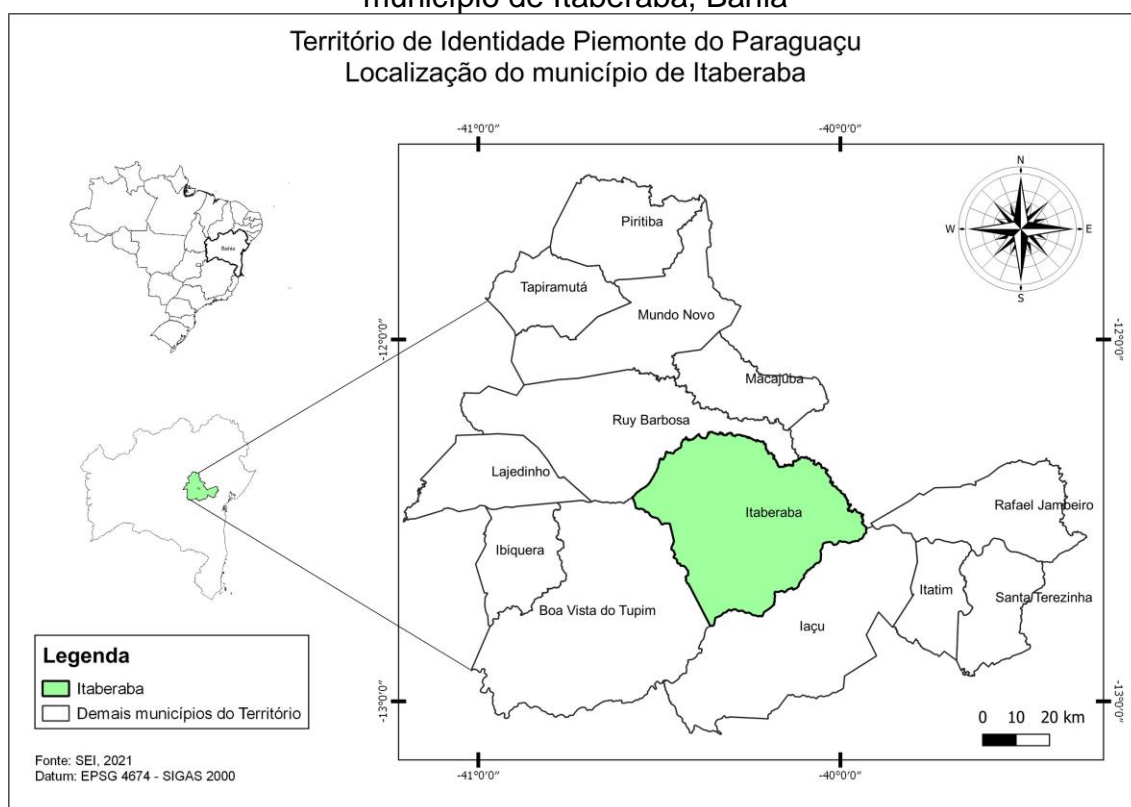 município de Itaberaba, Bahia
Território de Identidade Piemonte do Paraguaçu
Localização do município de Itaberaba
-41°0'0"
-40°0'0"
N
W
E
S
Bahia
Piritiba
Tapiramutá
Mundo Novo
-12°0'0"
-12°0'0"
Macajuba
Ruy Barbosa
Lajedinho
Itaberaba
Rafael Jambeiro
Ibiquera
Itatim
Santa Terezinha
Boa Vista do Tupim
Iaçu
Legenda
Itaberaba
Demais municípios do Território
-13°0'0"
-13°0'0"
0 10 20 km
Fonte: SEI, 2021
Datum: EPSG 4674 - SIGAS 2000
-41°0'0"
-40°0'0"